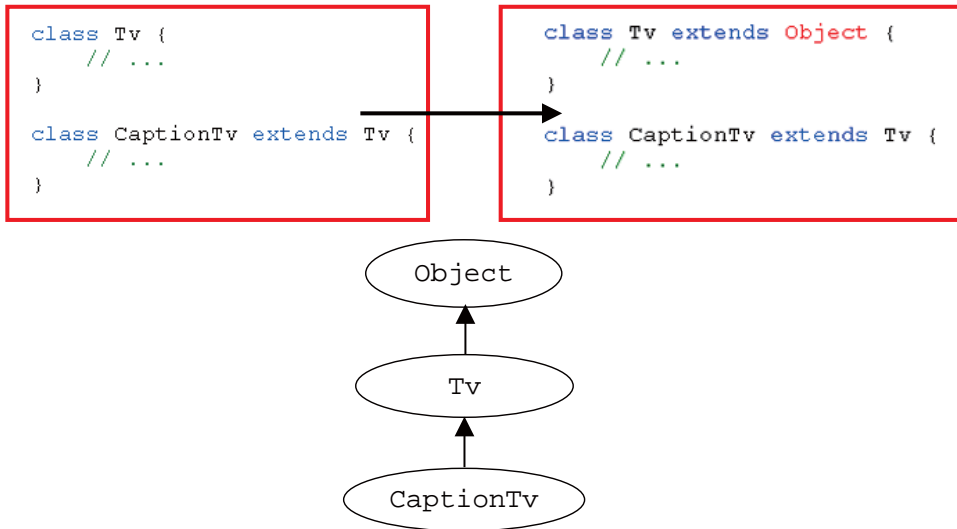 class Tv {
// ...
}
class CaptionTv extends Tv {
// ...
}
class Tv extends Object {
// ...
}
class CaptionTv extends Tv {
// ...
}
Object
Tv
CaptionTv